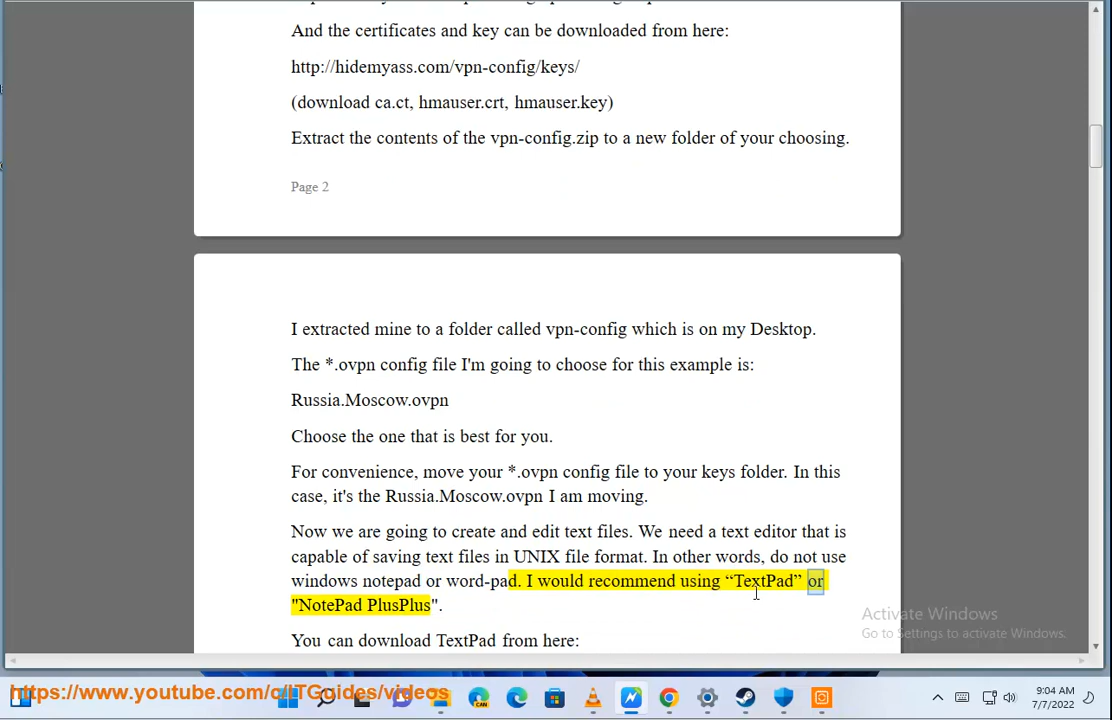 And the certificates and key can be downloaded from here:
http://hidemyass.com/vpn-config/keys/
(download ca.ct, hmauser.crt, hmauser.key)
Extract the contents of the vpn-config.zip to a new folder of your choosing.
Page 2
I extracted mine to a folder called vpn-config which is on my Desktop.
The *.ovpn config file I'm going to choose for this example is:
Russia.Moscow.ovpn
Choose the one that is best for you.
For convenience, move your *.ovpn config file to your keys folder. In this
case, it's the Russia.Moscow.ovpn I am moving.
Now we are going to create and edit text files. We need a text editor that is
capable of saving text files in UNIX file format. In other words, do not use
windows notepad or word-pad. I would recommend using “TextPad” or
"NotePad PlusPlus".
You can download TextPad from here:
Activate Windows
Go to Settings to activate Windows.
https://www.youtube.com/c/ITGuides/videos
CAN
9:04 AM
7/7/2022